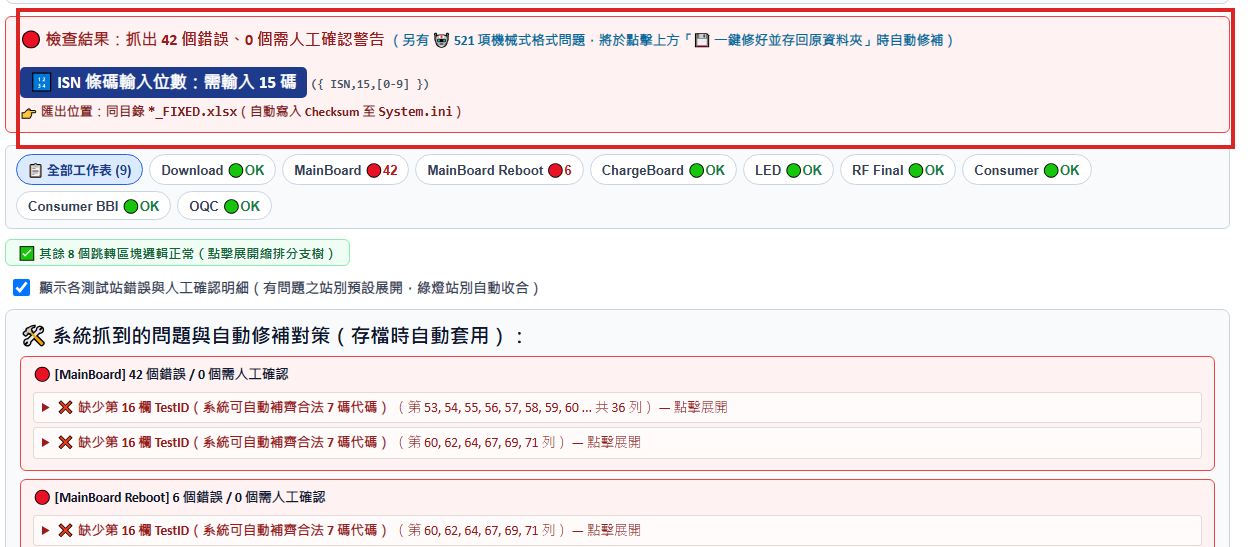 檢查結果：抓出 42 個錯誤、0 個需人工確認警告（另有 521 項機械式格式問題，將於點擊上方「💾 一鍵修好並存回原資料夾」時自動修補）
ISN 條碼輸入位數：需輸入 15 碼 ({ ISN,15,[0-9] })
👉 匯出位置：同目錄 *_FIXED.xlsx（自動寫入 Checksum 至 System.ini）
全部工作表 (9) Download OK MainBoard 42 MainBoard Reboot 6 ChargeBoard OK LED OK RF Final OK Consumer OK
Consumer BBI OK OQC OK
✅ 其餘 8 個跳轉區塊邏輯正常（點擊展開縮排分支樹）
顯示各測試站錯誤與人工確認明細（有問題之站別預設展開，綠燈站別自動收合）
🛠 系統抓到的問題與自動修補對策（存檔時自動套用）：
[MainBoard] 42 個錯誤 / 0 個需人工確認
▶ ❌ 缺少第 16 欄 TestID（系統可自動補齊合法 7 碼代碼）（第 53, 54, 55, 56, 57, 58, 59, 60 ... 共 36 列）— 點擊展開
▶ ❌ 缺少第 16 欄 TestID（系統可自動補齊合法 7 碼代碼）（第 60, 62, 64, 67, 69, 71 列）— 點擊展開
[MainBoard Reboot] 6 個錯誤 / 0 個需人工確認
▶ ❌ 缺少第 16 欄 TestID（系統可自動補齊合法 7 碼代碼）（第 60, 62, 64, 67, 69, 71 列）— 點擊展開